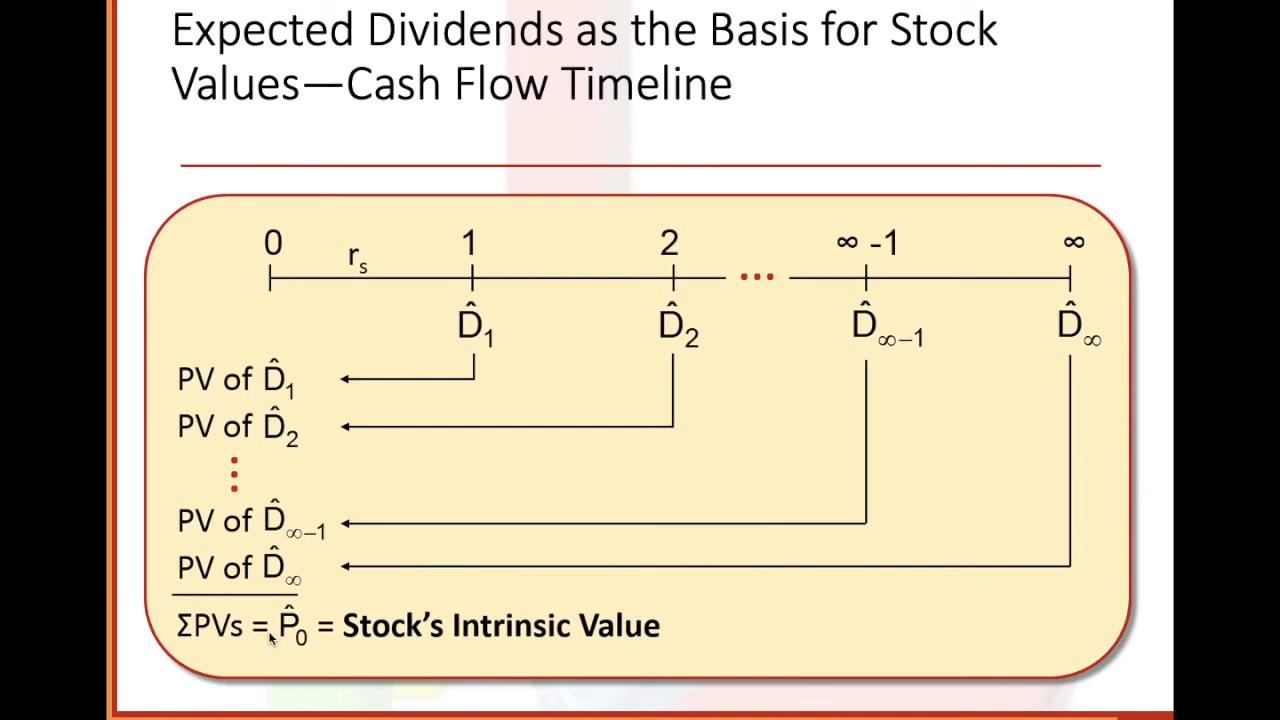 Expected Dividends as the Basis for Stock
Values—Cash Flow Timeline
0 rₛ 1 2 ∞ -1 ∞
...
D̂₁ D̂₂ D̂∞–1 D̂∞
PV of D̂₁
PV of D̂₂
⋮
PV of D̂∞–1
PV of D̂∞
ΣPVs = P̂₀ = Stock's Intrinsic Value